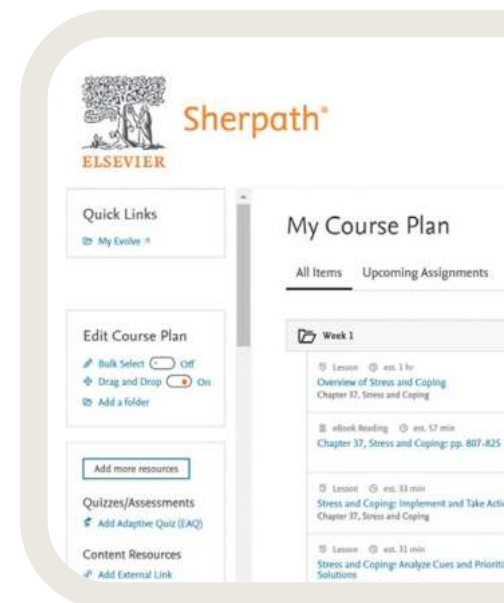 Sherpath®
ELSEVIER
Quick Links
My Evolve
Edit Course Plan
Bulk Select Off
Drag and Drop On
Add a folder
Add more resources
Quizzes/Assessments
Add Adaptive Quiz (EAQ)
Content Resources
Add External Link
My Course Plan
All Items Upcoming Assignments
Week 1
Lesson est. 1 hr
Overview of Stress and Coping
Chapter 37, Stress and Coping
eBook Reading est. 57 min
Chapter 37, Stress and Coping: pp. 807-825
Lesson est. 33 min
Stress and Coping: Implement and Take Acti
Chapter 37, Stress and Coping
Lesson est. 31 min
Stress and Coping: Analyze Cues and Prioriti
Solutions